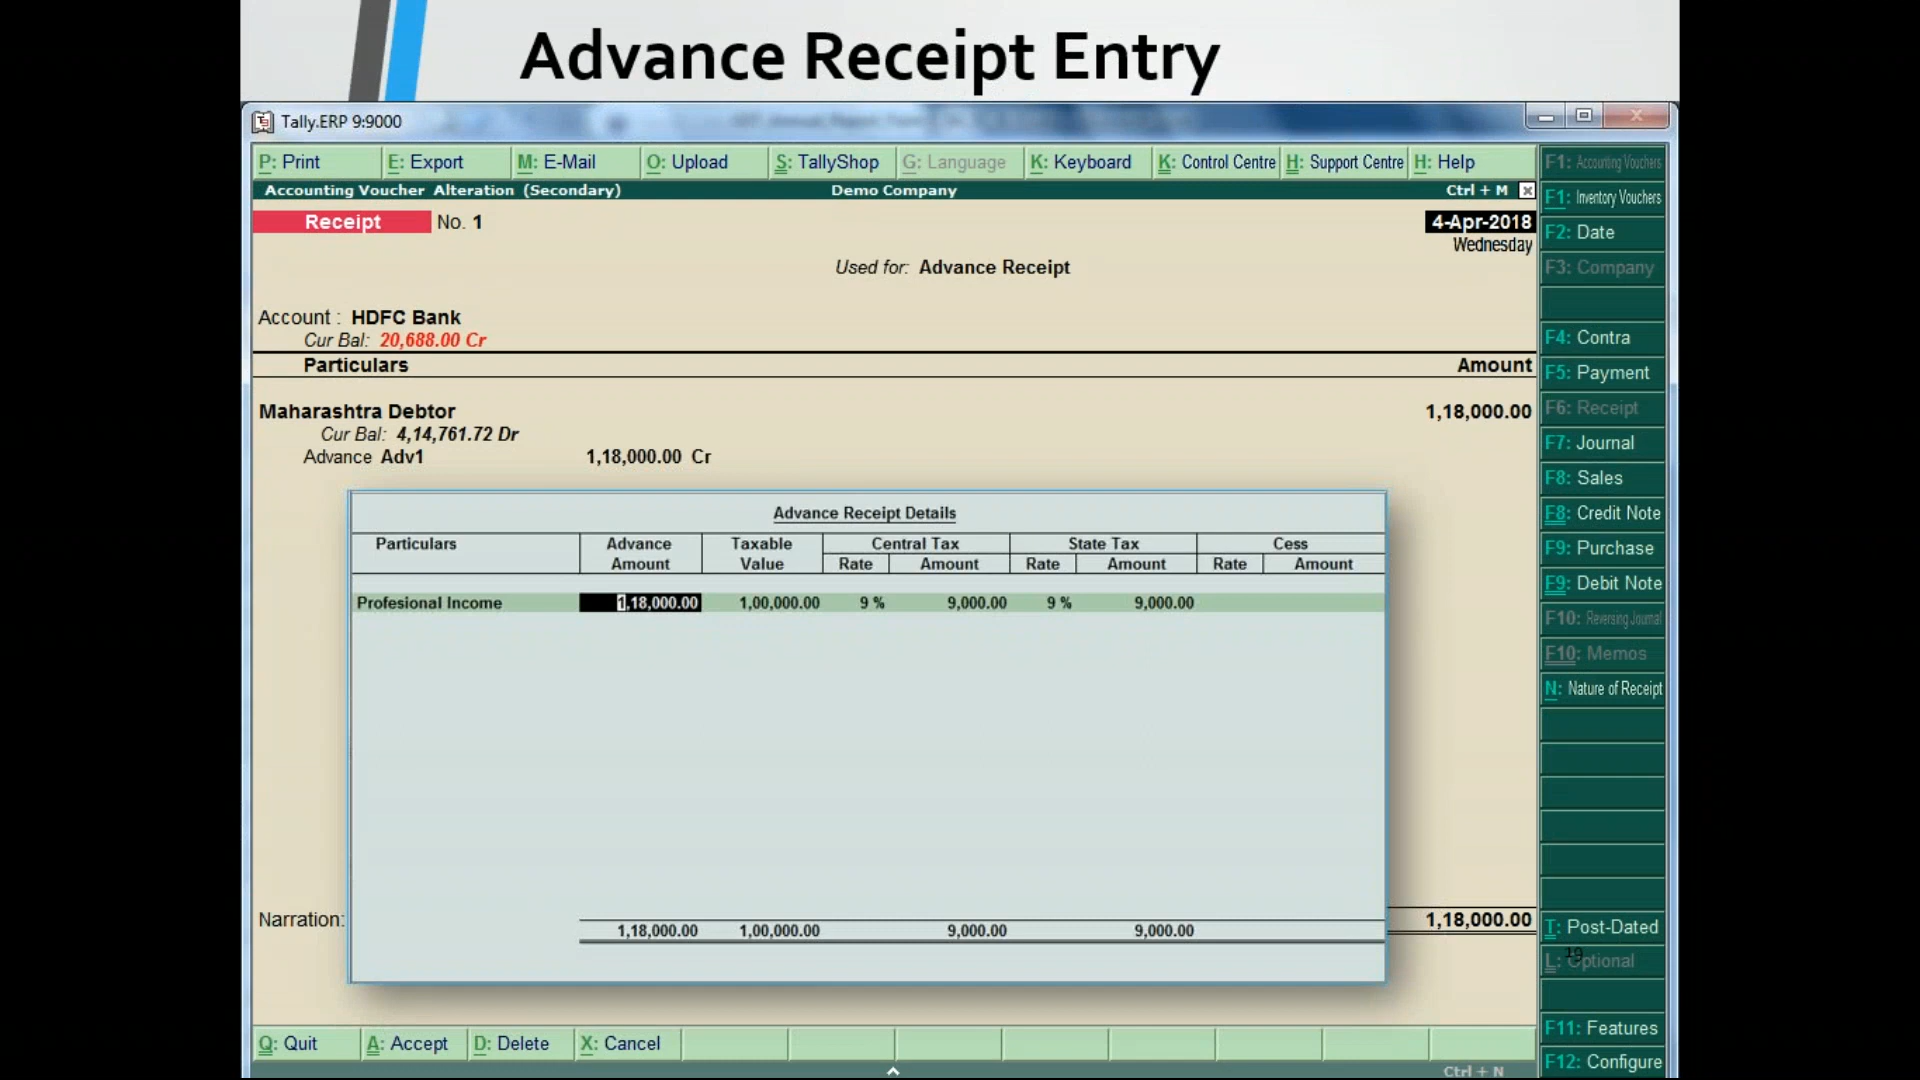 Advance Receipt Entry
Tally.ERP 9:9000
P: Print E: Export M: E-Mail O: Upload S: TallyShop G: Language K: Keyboard K: Control Centre H: Support Centre H: Help
Accounting Voucher Alteration (Secondary) Demo Company Ctrl + M
Receipt No. 1 4-Apr-2018
Wednesday
Used for: Advance Receipt
Account : HDFC Bank
Cur Bal: 20,688.00 Cr
Particulars Amount
Maharashtra Debtor 1,18,000.00
Cur Bal: 4,14,761.72 Dr
Advance Adv1 1,18,000.00 Cr
Advance Receipt Details
Particulars Advance Taxable Central Tax State Tax Cess
Amount Value Rate Amount Rate Amount Rate Amount
Profesional Income 1,18,000.00 1,00,000.00 9 % 9,000.00 9 % 9,000.00
1,18,000.00 1,00,000.00 9,000.00 9,000.00
Narration: 1,18,000.00
F1: Accounting Vouchers
F1: Inventory Vouchers
F2: Date
F3: Company
F4: Contra
F5: Payment
F6: Receipt
F7: Journal
F8: Sales
F8: Credit Note
F9: Purchase
F9: Debit Note
F10: Reversing Journal
F10: Memos
N: Nature of Receipt
T: Post-Dated
19
L: Optional
F11: Features
F12: Configure
Q: Quit A: Accept D: Delete X: Cancel
Ctrl + N